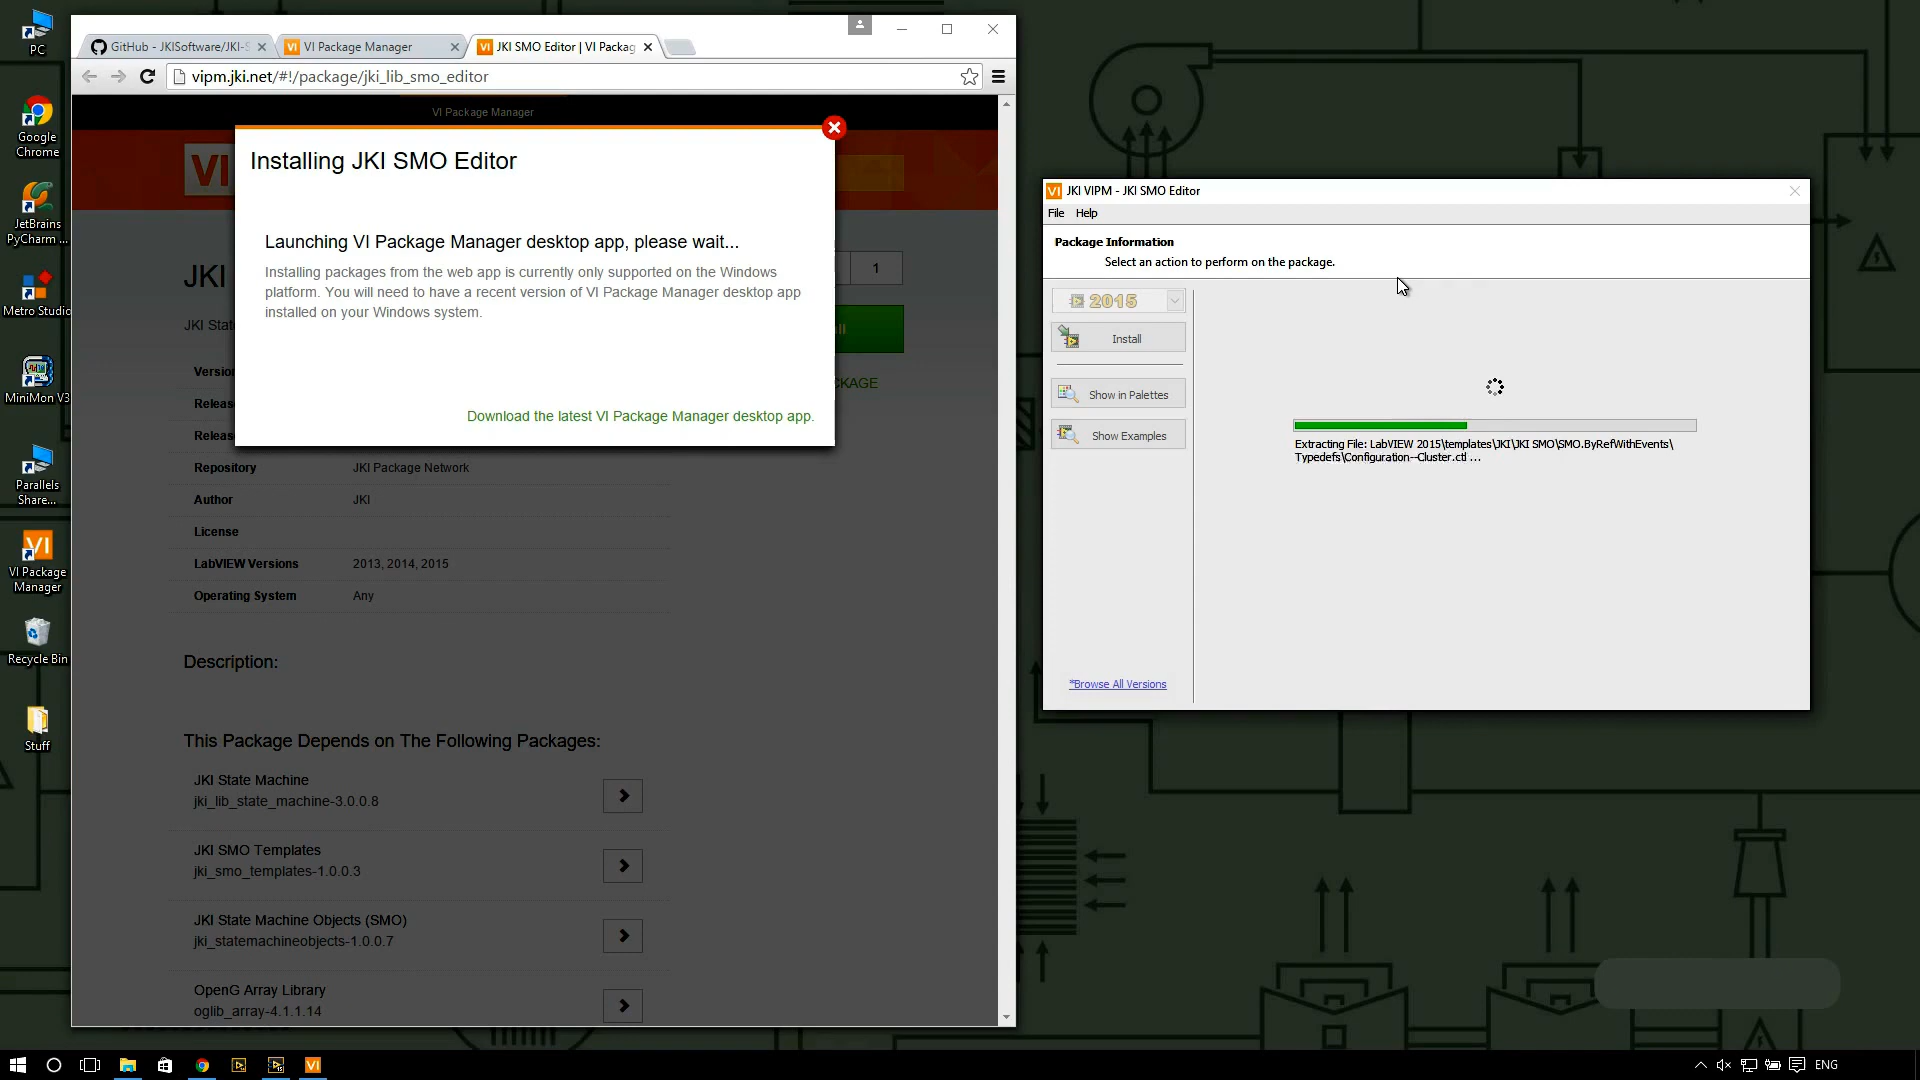 PC
Google
Chrome
JetBrains
PyCharm ...
Metro Studio
MiniMon V3
Parallels
Share...
VI
VI Package
Manager
Recycle Bin
Stuff
GitHub - JKISoftware/JKI-S
VI Package Manager
JKI SMO Editor | VI Packag
vipm.jki.net/#!/package/jki_lib_smo_editor
VI Package Manager
VI
Installing JKI SMO Editor
Launching VI Package Manager desktop app, please wait...
Installing packages from the web app is currently only supported on the Windows
platform. You will need to have a recent version of VI Package Manager desktop app
installed on your Windows system.
Download the latest VI Package Manager desktop app.
JKI
1
JKI Stat
Version
Releas
Releas
CKAGE
Repository JKI Package Network
Author JKI
License
LabVIEW Versions 2013, 2014, 2015
Operating System Any
Description:
This Package Depends on The Following Packages:
JKI State Machine
jki_lib_state_machine-3.0.0.8
JKI SMO Templates
jki_smo_templates-1.0.0.3
JKI State Machine Objects (SMO)
jki_statemachineobjects-1.0.0.7
OpenG Array Library
oglib_array-4.1.1.14
VI JKI VIPM - JKI SMO Editor
File Help
Package Information
Select an action to perform on the package.
2015
Install
Show in Palettes
Show Examples
*Browse All Versions
Extracting File: LabVIEW 2015\templates\JKI\JKI SMO\SMO.ByRefWithEvents\
Typedefs\Configuration--Cluster.ctl ...
VI
ENG